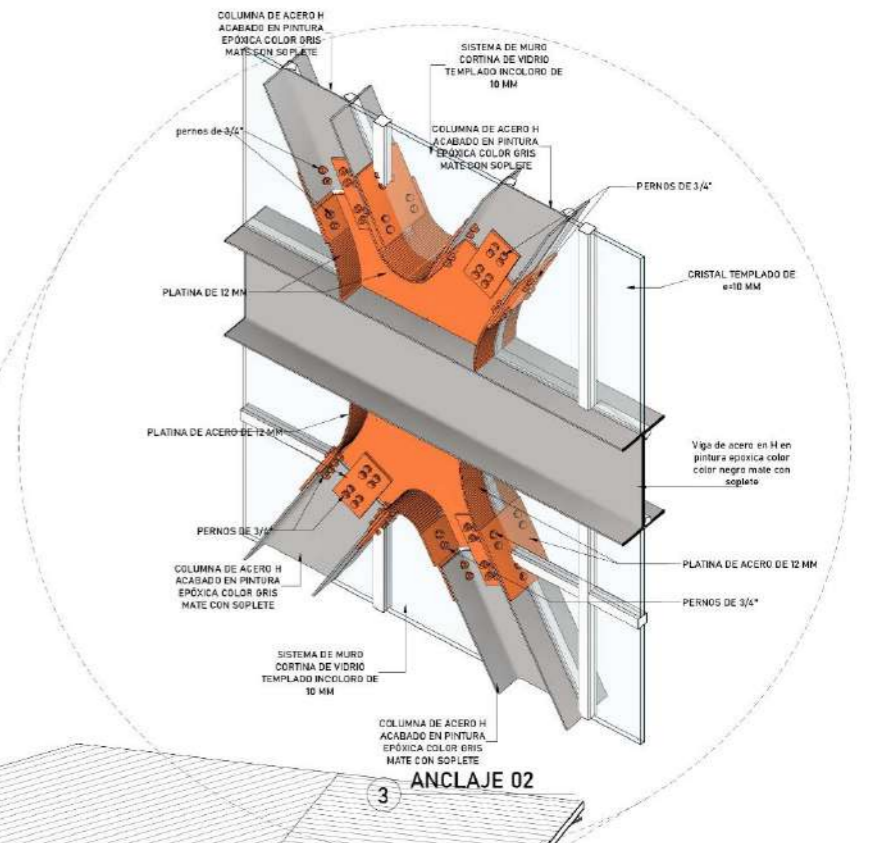 COLUMNA DE ACERO H
ACABADO EN PINTURA
EPÓXICA COLOR GRIS
MATE CON SOPLETE
SISTEMA DE MURO
CORTINA DE VIDRIO
TEMPLADO INCOLORO DE
10 MM
pernos de 3/4"
COLUMNA DE ACERO H
ACABADO EN PINTURA
EPÓXICA COLOR GRIS
MATE CON SOPLETE
PERNOS DE 3/4"
CRISTAL TEMPLADO DE
e=10 MM
PLATINA DE 12 MM
PLATINA DE ACERO DE 12 MM
Viga de acero en H en
pintura epoxica color
color negro mate con
soplete
PERNOS DE 3/4"
PLATINA DE ACERO DE 12 MM
COLUMNA DE ACERO H
ACABADO EN PINTURA
EPÓXICA COLOR GRIS
MATE CON SOPLETE
PERNOS DE 3/4"
SISTEMA DE MURO
CORTINA DE VIDRIO
TEMPLADO INCOLORO DE
10 MM
COLUMNA DE ACERO H
ACABADO EN PINTURA
EPÓXICA COLOR GRIS
MATE CON SOPLETE
3 ANCLAJE 02